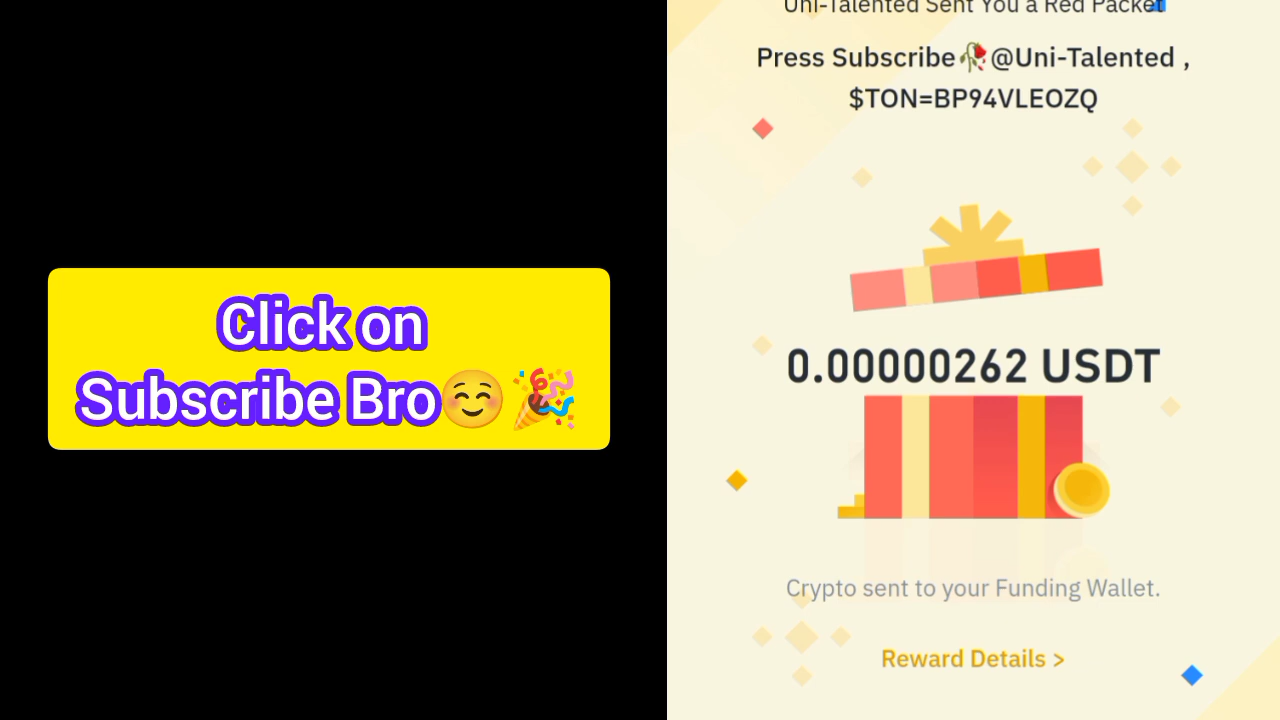 Click on
Subscribe Bro☺️🎉
Uni-Talented Sent You a Red Packet
Press Subscribe🥀@Uni-Talented ,
$TON=BP94VLEOZQ
0.00000262 USDT
Crypto sent to your Funding Wallet.
Reward Details >